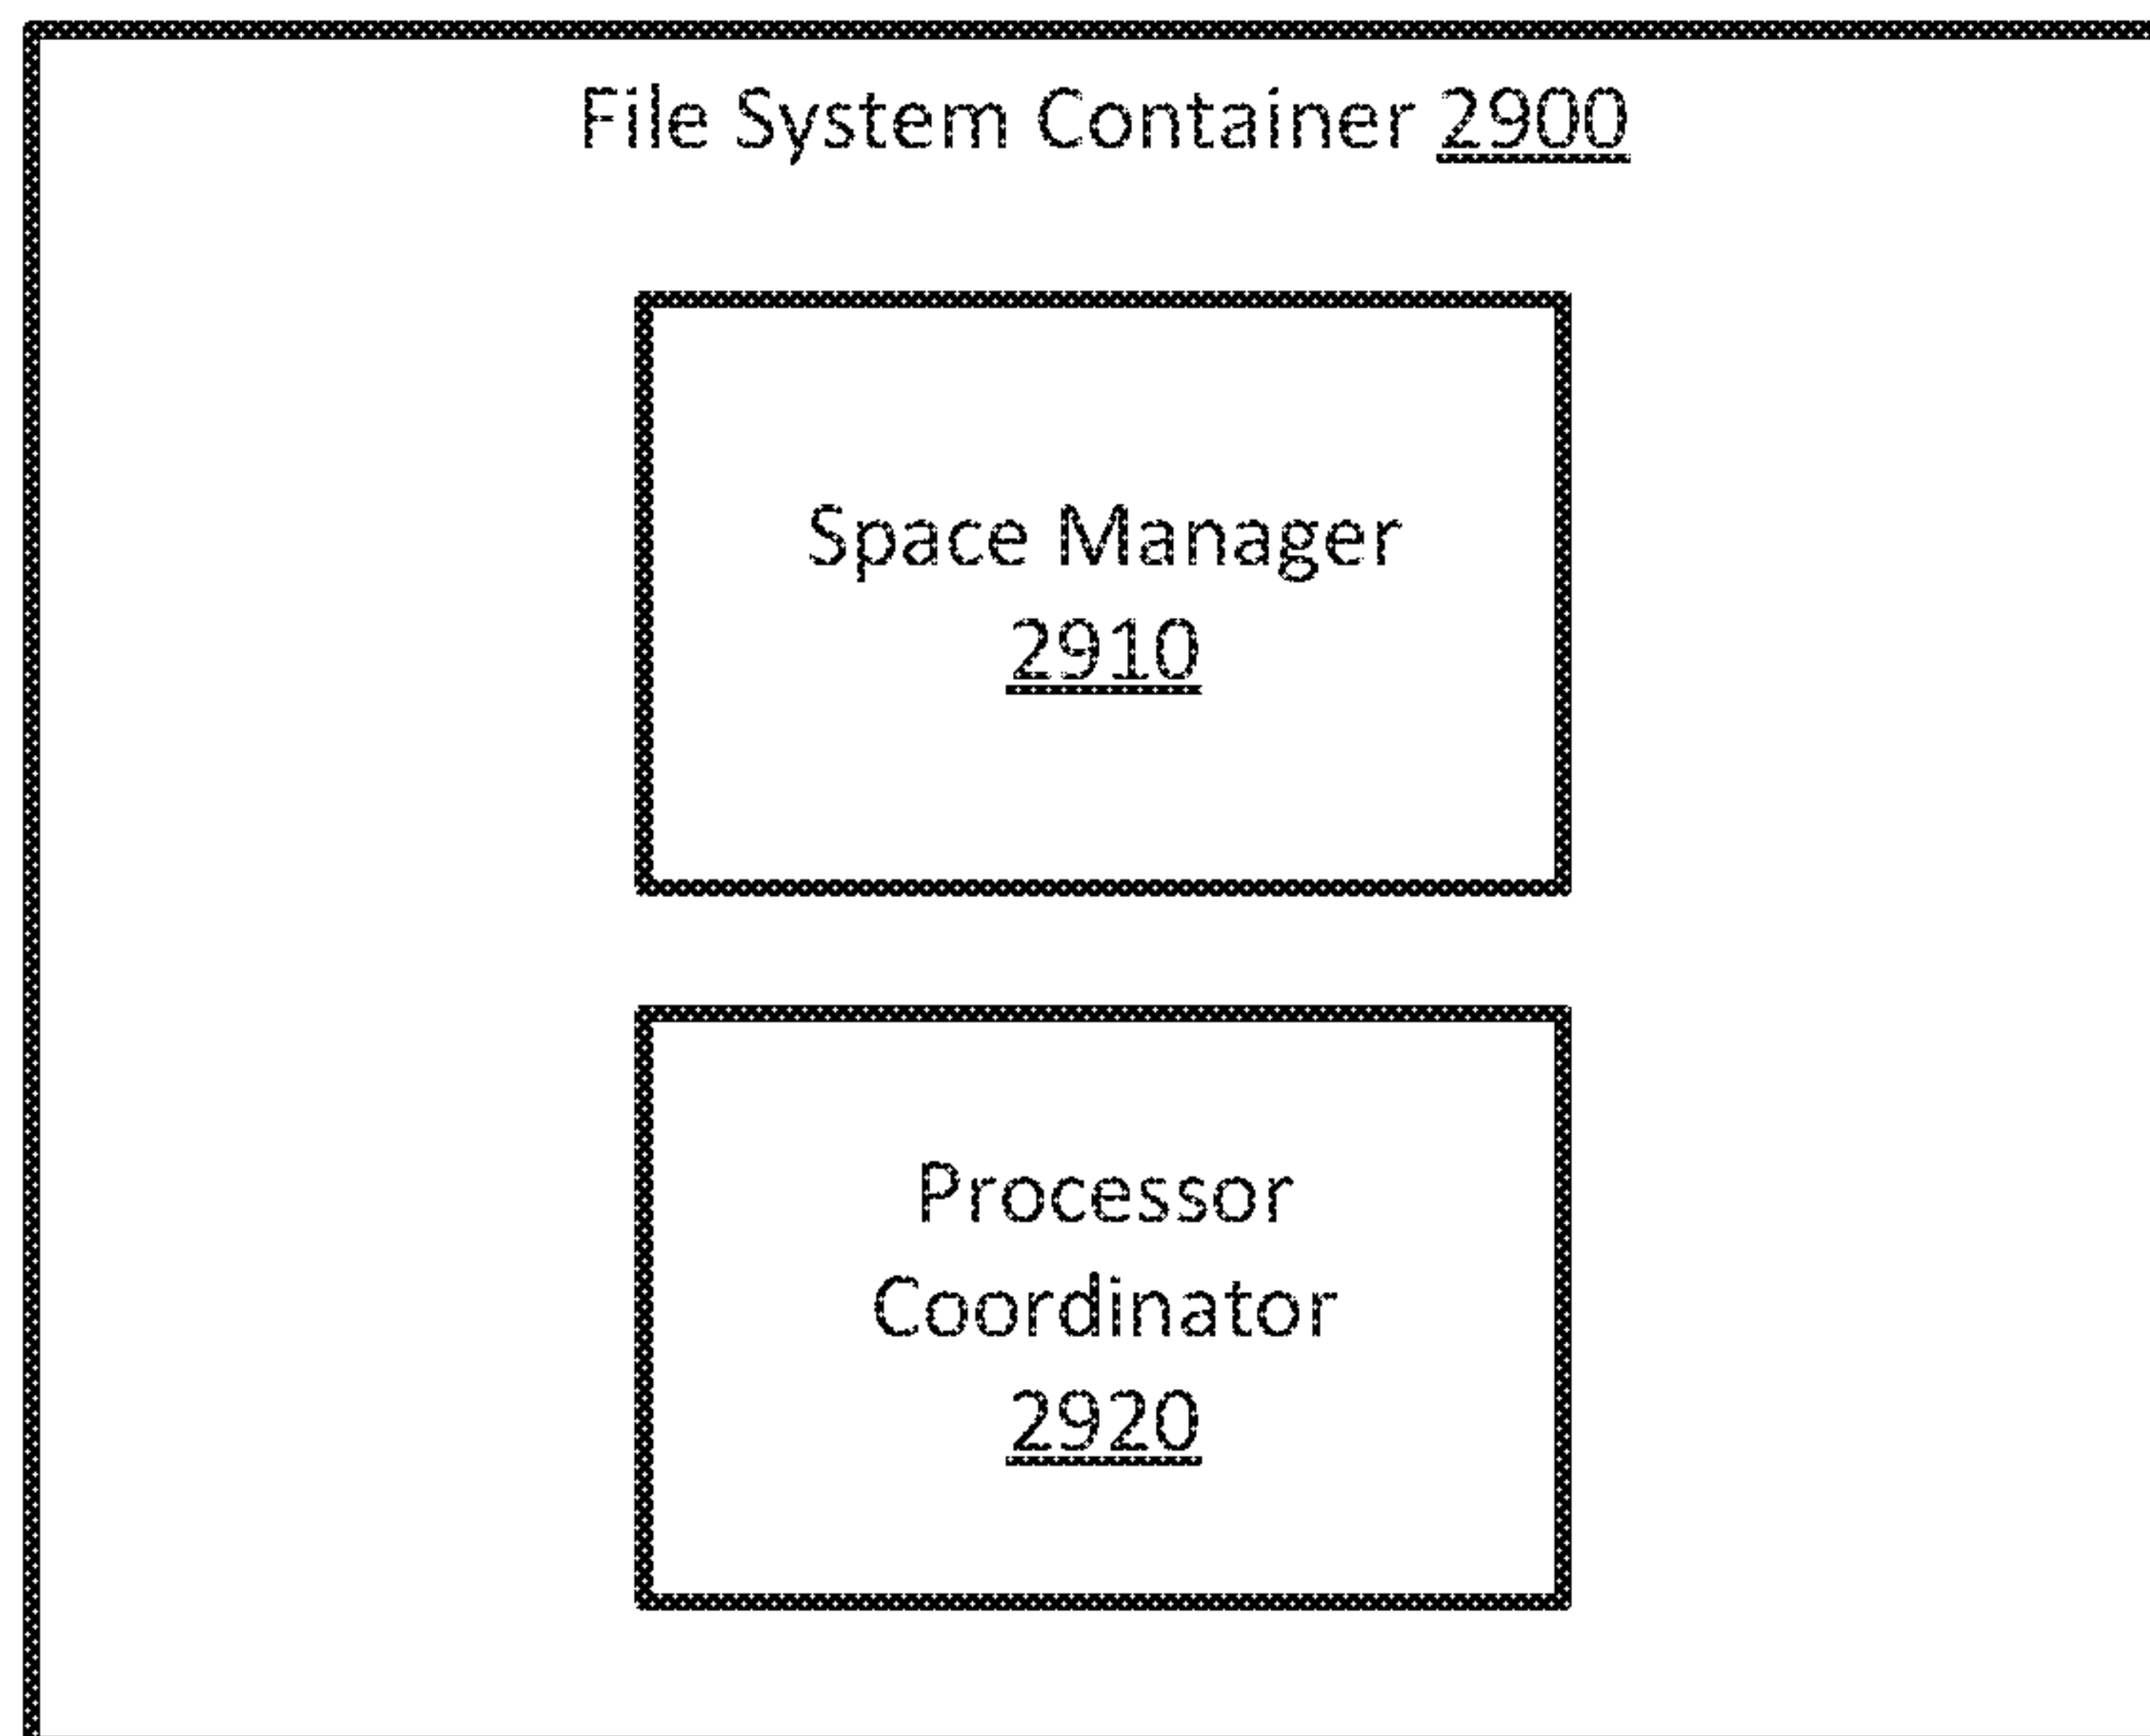 File System Container 2900
Space Manager
2910
Processor
Coordinator
2920